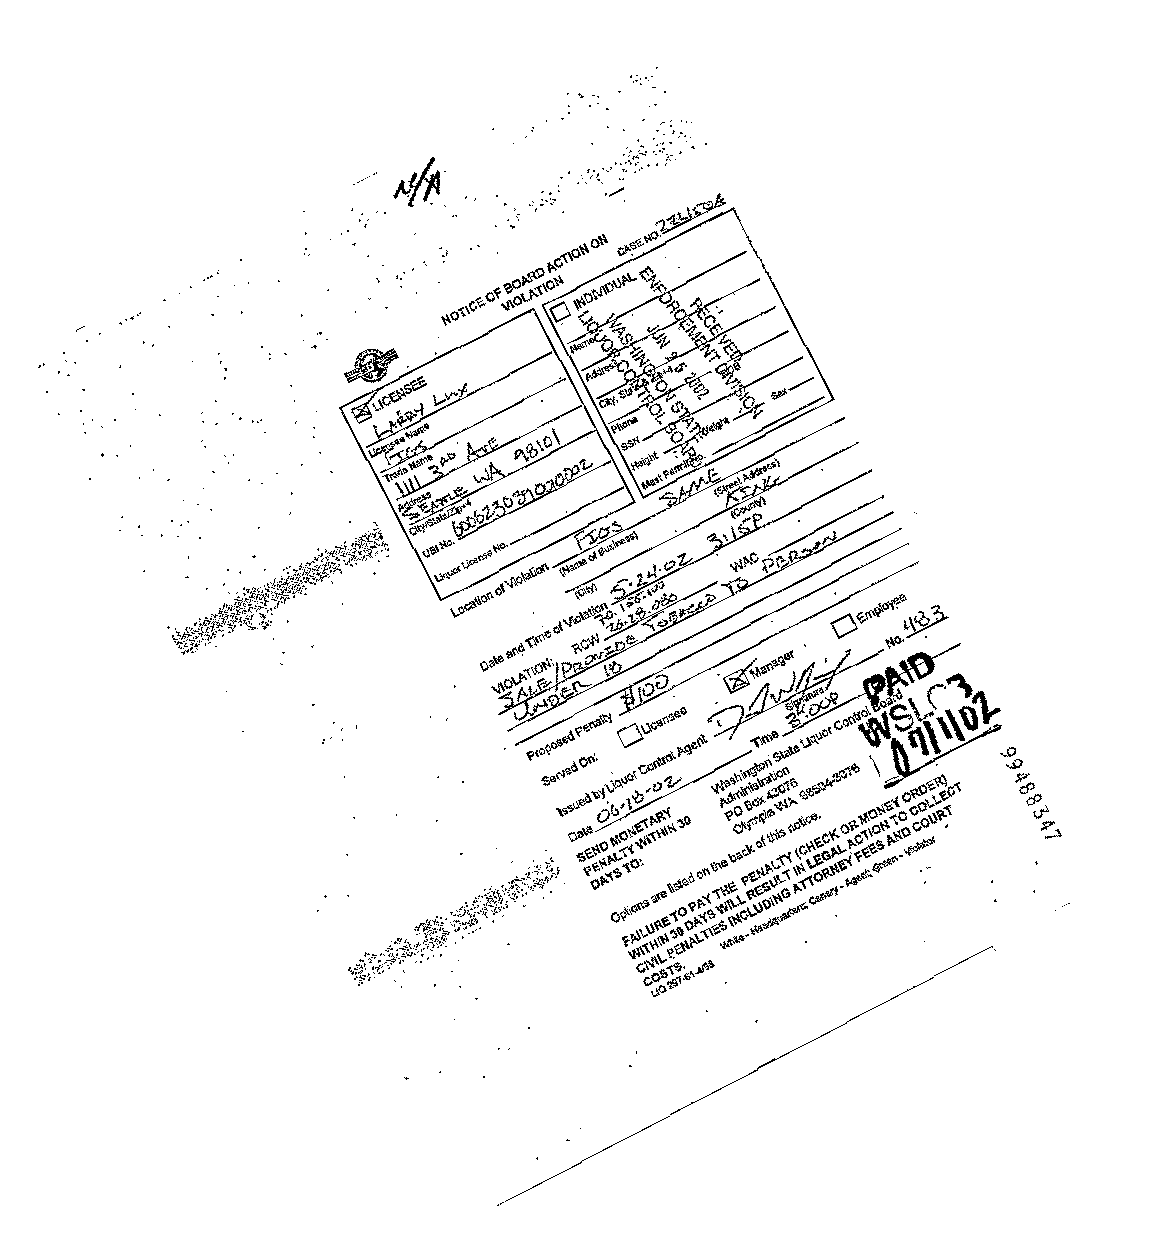 N/A
NOTICE OF BOARD ACTION ON
VIOLATION
CASE NO.
LICENSEE
LARRY LUX
Licensee Name
FIGS
Trade Name
1111 3RD AVE
Address
SEATTLE WA 98101
City/State/Zip+4
UBI No. 600623031070002
Liquor License No.
INDIVIDUAL
Name
Address
City, State
Phone
SSN
Sex
Height
Weight
RECEIVED
JUN 25 2002
ENFORCEMENT DIVISION
WASHINGTON STATE
LIQUOR CONTROL BOARD
Location of Violation FIGS SAME
(Name of Business) (Street Address)
KING
(City) (County)
Date and Time of Violation 5-24-02 3:15P
70.155.100
VIOLATION: RCW 26.28.080 WAC
SALE/PROVIDE TOBACCO TO PERSON
UNDER 18
Proposed Penalty $100
Served On: Licensee Manager Employee
Issued by Liquor Control Agent No. 483
Signature
Date 06-18-02 Time 3:00P
SEND MONETARY
PENALTY WITHIN 30
DAYS TO:
Washington State Liquor Control Board
Administration
PO Box 43076
Olympia WA 98504-3076
PAID
WSLCB
07/11/02
99488347
Options are listed on the back of this notice.
FAILURE TO PAY THE PENALTY (CHECK OR MONEY ORDER)
WITHIN 30 DAYS WILL RESULT IN LEGAL ACTION TO COLLECT
CIVIL PENALTIES INCLUDING ATTORNEY FEES AND COURT
COSTS.
White - Headquarters; Canary - Agent; Green - Violator
LIQ 297-61-4/98